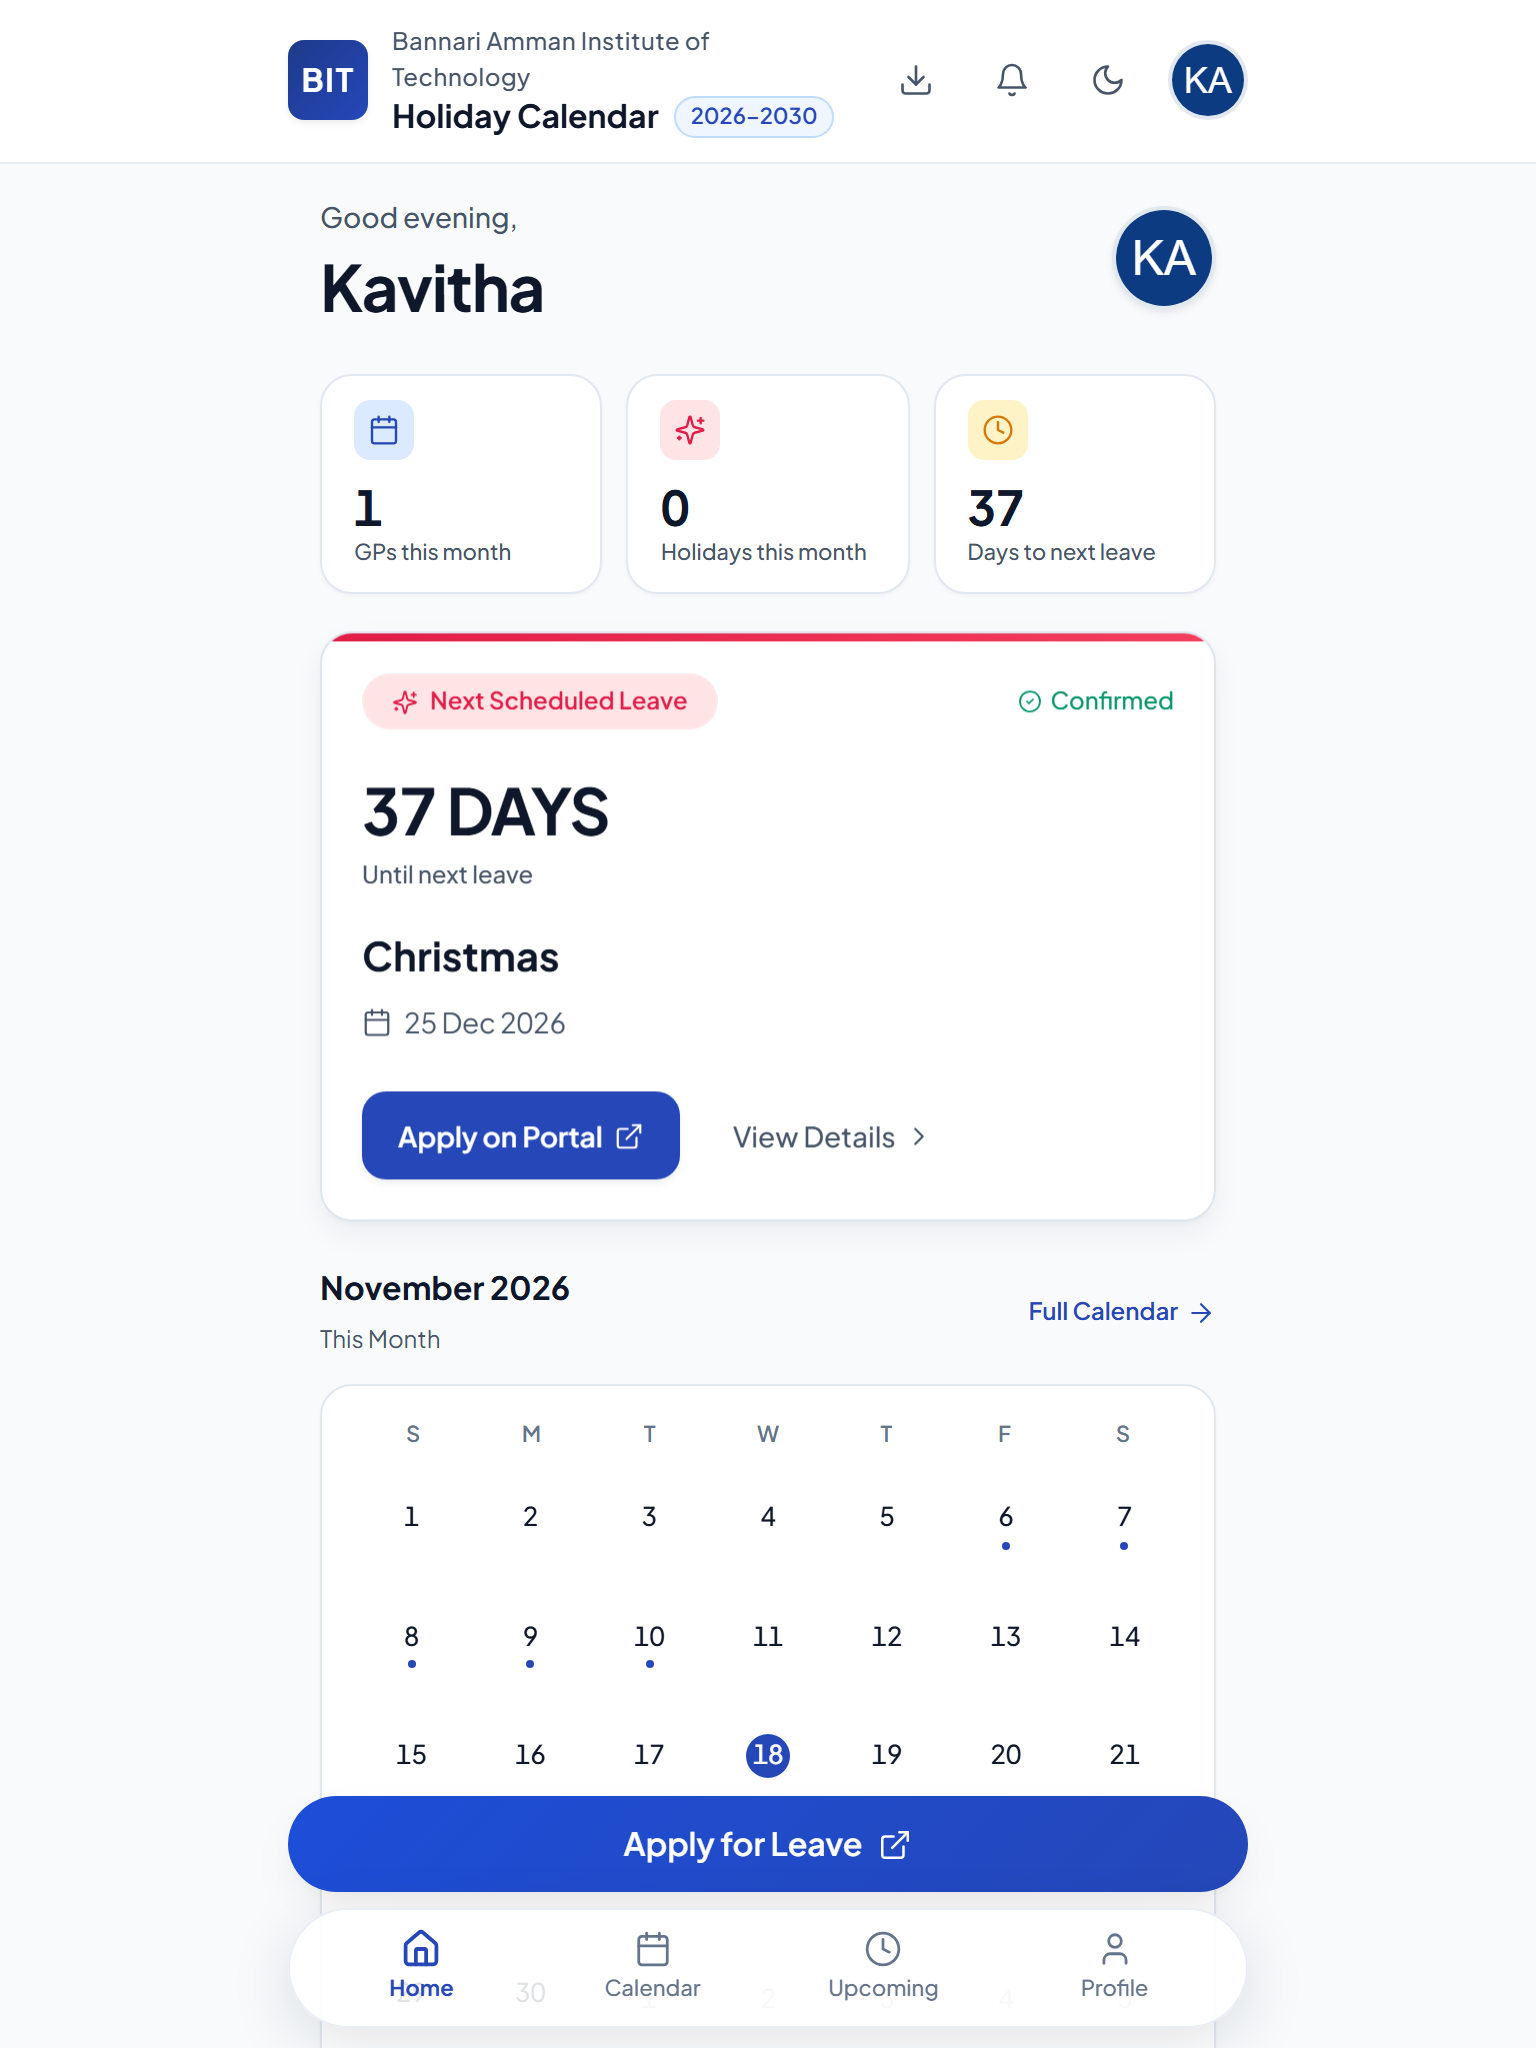 BIT
Bannari Amman Institute of
Technology
Holiday Calendar 2026–2030
KA
Good evening,
Kavitha
KA
1
GPs this month
0
Holidays this month
37
Days to next leave
Next Scheduled Leave
Confirmed
37 DAYS
Until next leave
Christmas
25 Dec 2026
Apply on Portal
View Details
November 2026
This Month
Full Calendar
S M T W T F S
1 2 3 4 5 6 7
8 9 10 11 12 13 14
15 16 17 18 19 20 21
Apply for Leave
30 2 4
Home Calendar Upcoming Profile